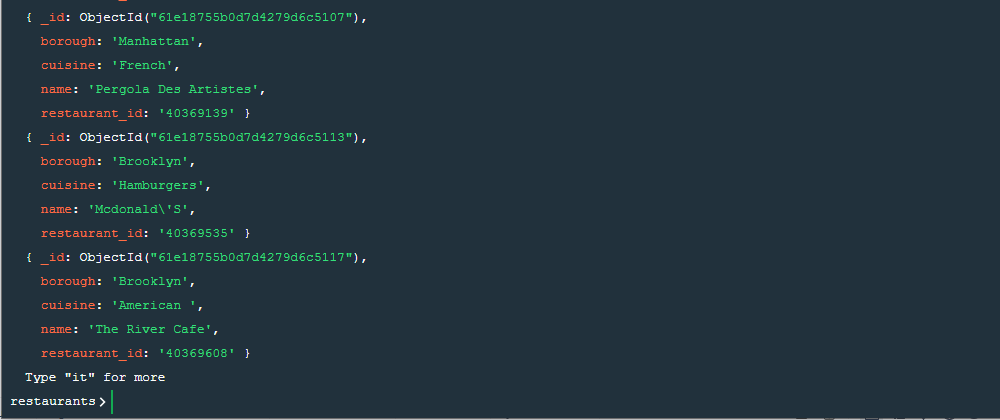 { _id: ObjectId("61e18755b0d7d4279d6c5107"),
borough: 'Manhattan',
cuisine: 'French',
name: 'Pergola Des Artistes',
restaurant_id: '40369139' }
{ _id: ObjectId("61e18755b0d7d4279d6c5113"),
borough: 'Brooklyn',
cuisine: 'Hamburgers',
name: 'Mcdonald\'S',
restaurant_id: '40369535' }
{ _id: ObjectId("61e18755b0d7d4279d6c5117"),
borough: 'Brooklyn',
cuisine: 'American ',
name: 'The River Cafe',
restaurant_id: '40369608' }
Type "it" for more
restaurants>